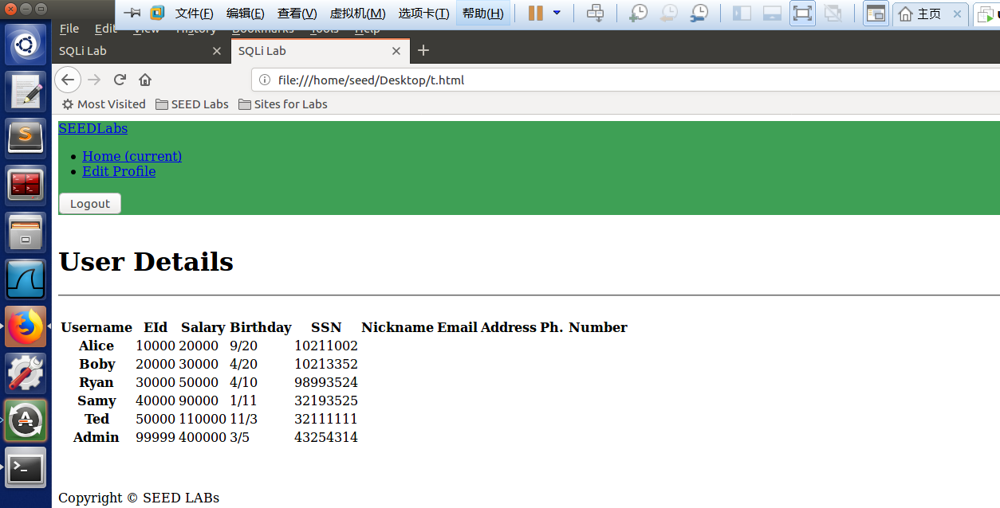 文件(F) 编辑(E) 查看(V) 虚拟机(M) 选项卡(T) 帮助(H) 主页
File Edit View History Bookmarks Tools Help
SQLi Lab SQLi Lab
file:///home/seed/Desktop/t.html
Most Visited SEED Labs Sites for Labs
SEEDLabs
Home (current)
Edit Profile
Logout
User Details
Username EId Salary Birthday SSN Nickname Email Address Ph. Number
Alice 10000 20000 9/20 10211002
Boby 20000 30000 4/20 10213352
Ryan 30000 50000 4/10 98993524
Samy 40000 90000 1/11 32193525
Ted 50000 110000 11/3 32111111
Admin 99999 400000 3/5 43254314
Copyright © SEED LABs